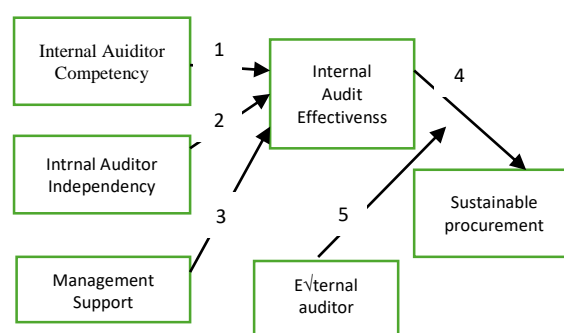 Internal Auiditor
Competency
1
Internal
Audit
Effectivenss
4
2
Intrnal Auditor
Independency
Sustainable
procurement
3
5
Management
Support
E√ternal
auditor